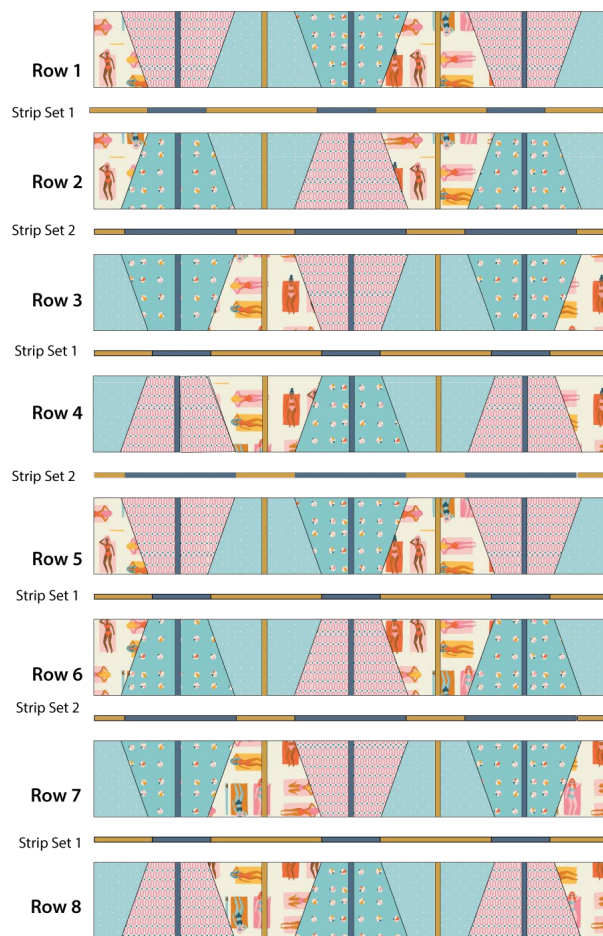 Row 1
Strip Set 1
Row 2
Strip Set 2
Row 3
Strip Set 1
Row 4
Strip Set 2
Row 5
Strip Set 1
Row 6
Strip Set 2
Row 7
Strip Set 1
Row 8